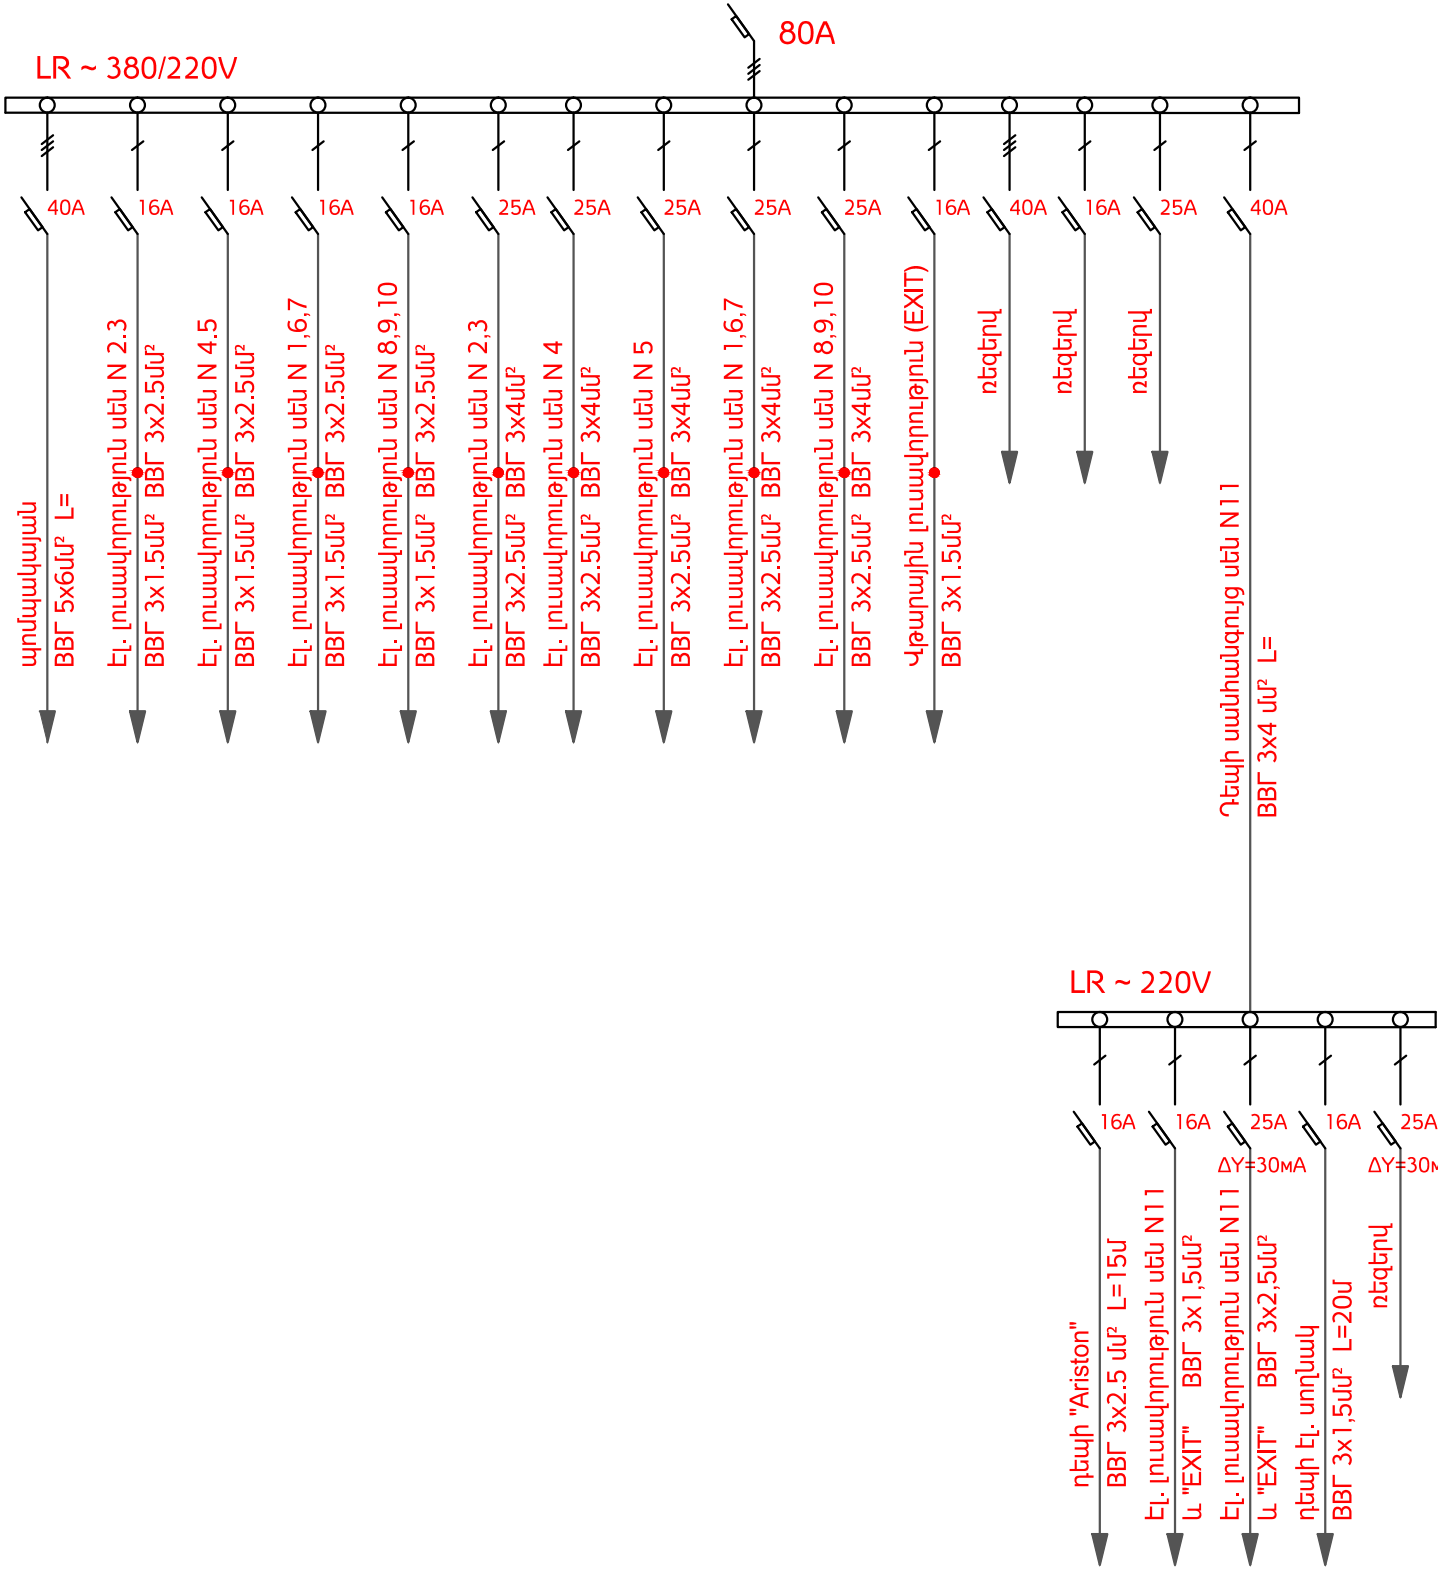 80A
LR ~ 380/220V
40A
16A
16A
16A
16A
25A
25A
25A
25A
25A
16A
40A
16A
25A
40A
պոմպակայան
ВВГ 5x6մմ² L=
Էլ. լուսավորություն սեն N 2.3
ВВГ 3x1.5մմ² ВВГ 3x2.5մմ²
Էլ. լուսավորություն սեն N 4.5
ВВГ 3x1.5մմ² ВВГ 3x2.5մմ²
Էլ. լուսավորություն սեն N 1,6,7
ВВГ 3x1.5մմ² ВВГ 3x2.5մմ²
Էլ. լուսավորություն սեն N 8,9,10
ВВГ 3x1.5մմ² ВВГ 3x2.5մմ²
Էլ. լուսավորություն սեն N 2,3
ВВГ 3x2.5մմ² ВВГ 3x4մմ²
Էլ. լուսավորություն սեն N 4
ВВГ 3x2.5մմ² ВВГ 3x4մմ²
Էլ. լուսավորություն սեն N 5
ВВГ 3x2.5մմ² ВВГ 3x4մմ²
Էլ. լուսավորություն սեն N 1,6,7
ВВГ 3x2.5մմ² ВВГ 3x4մմ²
Էլ. լուսավորություն սեն N 8,9,10
ВВГ 3x2.5մմ² ВВГ 3x4մմ²
Վթարային լուսավորություն (EXIT)
ВВГ 3x1.5մմ²
ռեզերվ
ռեզերվ
ռեզերվ
Դեպի սանհանգույց սեն N11
ВВГ 3x4 մմ² L=
LR ~ 220V
16A
16A
25A
16A
25A
ΔY=30мА
ΔY=30м
դեպի "Ariston"
ВВГ 3x2.5 մմ² L=15մ
Էլ. լուսավորություն սեն N11
և "EXIT" ВВГ 3x1,5մմ²
Էլ. լուսավորություն սեն N11
և "EXIT" ВВГ 3x2,5մմ²
դեպի էլ. սողնակ
ВВГ 3x1,5մմ² L=20մ
ռեզերվ